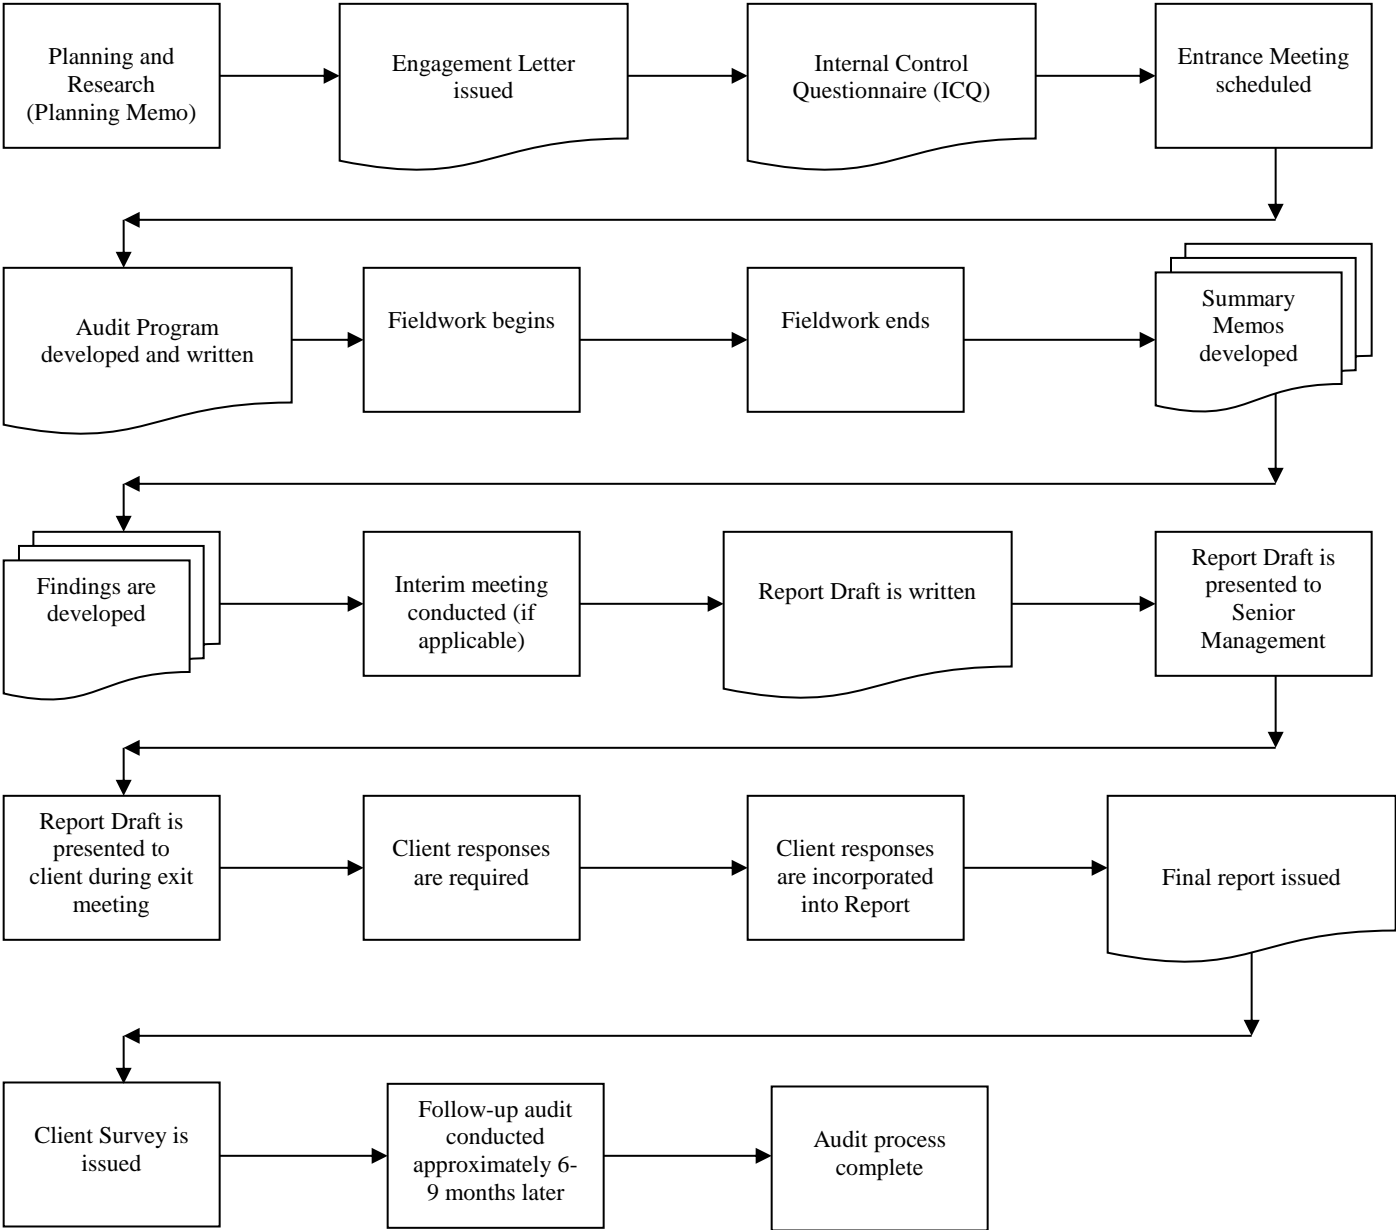 Planning and
Research
(Planning Memo)
Engagement Letter
issued
Internal Control
Questionnaire (ICQ)
Entrance Meeting
scheduled
Audit Program
developed and written
Fieldwork begins
Fieldwork ends
Summary
Memos
developed
Findings are
developed
Interim meeting
conducted (if
applicable)
Report Draft is written
Report Draft is
presented to
Senior
Management
Report Draft is
presented to
client during exit
meeting
Client responses
are required
Client responses
are incorporated
into Report
Final report issued
Client Survey is
issued
Follow-up audit
conducted
approximately 6-
9 months later
Audit process
complete